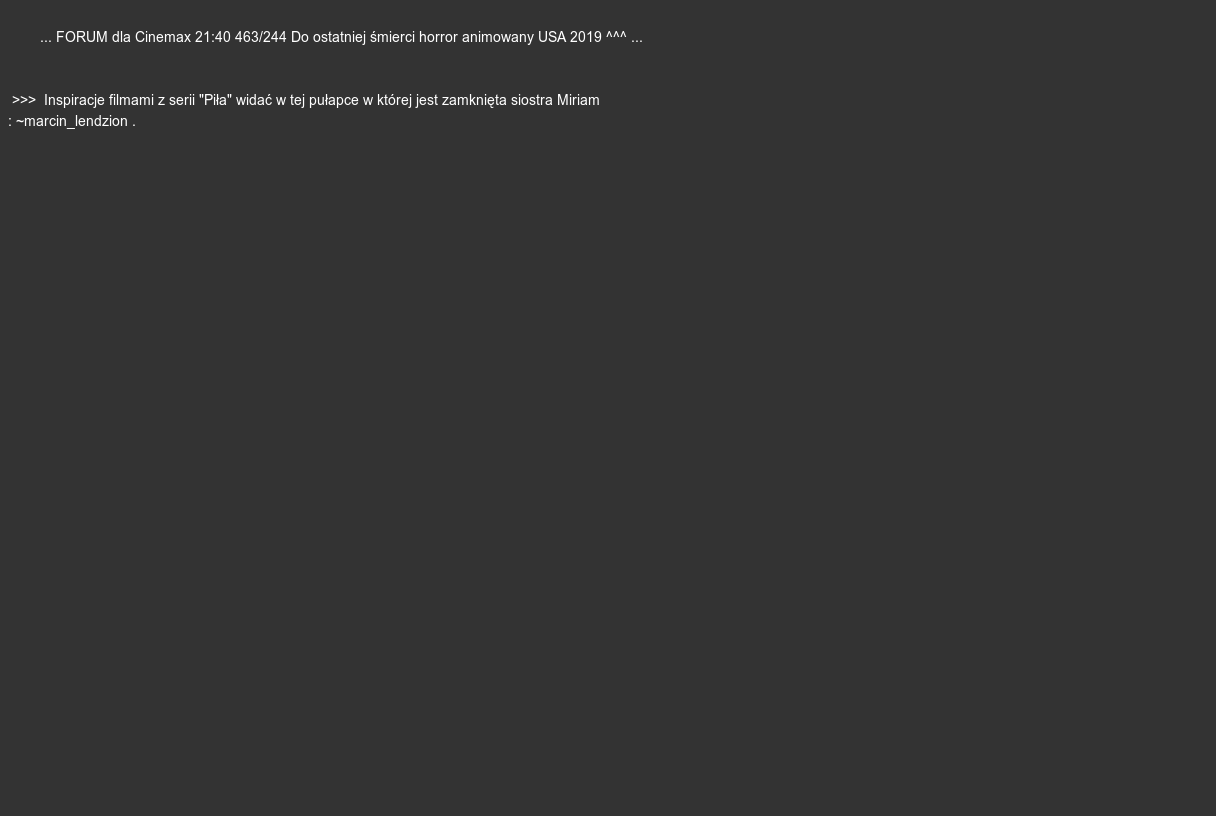 ... FORUM dla Cinemax 21:40 463/244 Do ostatniej śmierci horror animowany USA 2019 ^^^ ...
>>> Inspiracje filmami z serii "Piła" widać w tej pułapce w której jest zamknięta siostra Miriam
: ~marcin_lendzion .